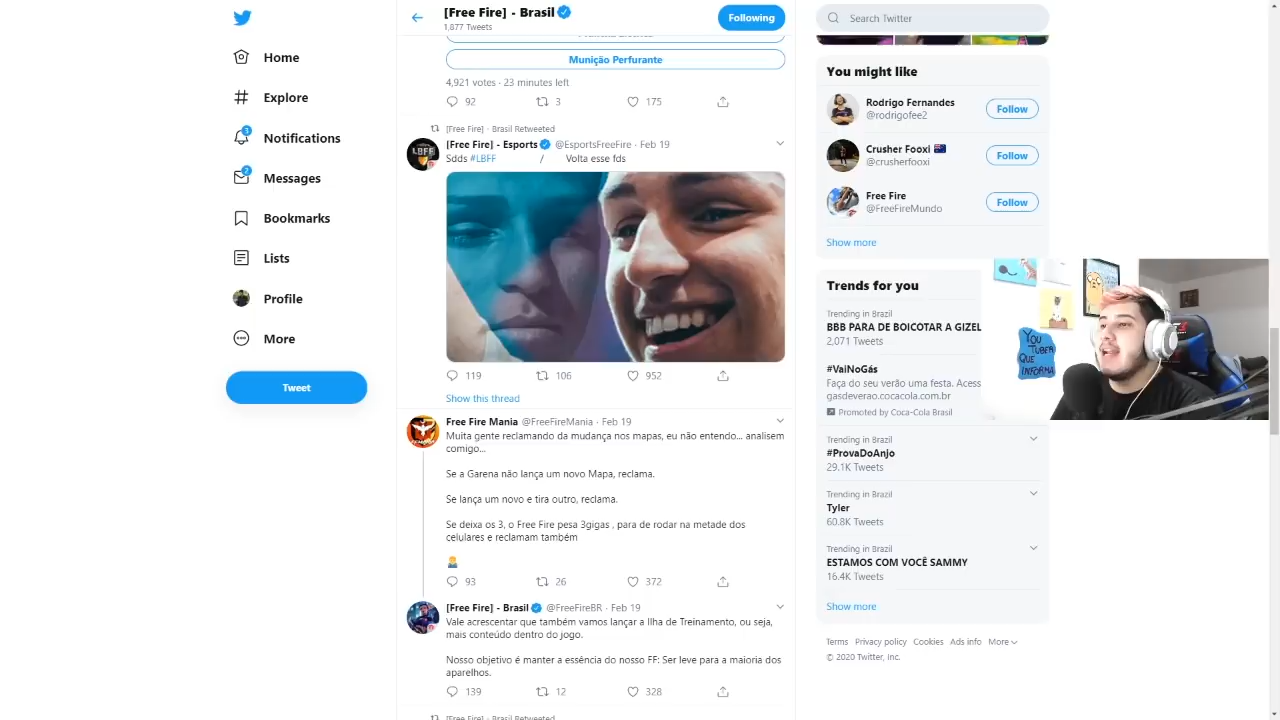 [Free Fire] - Brasil
1,877 Tweets
Following
Search Twitter
Home
Explore
3
Notifications
2
Messages
Bookmarks
Lists
Profile
More
Tweet
Munição Perfurante
4,921 votes · 23 minutes left
92
3
175
[Free Fire] - Brasil Retweeted
[Free Fire] - Esports @EsportsFreeFire · Feb 19
Sdds #LBFF / Volta esse fds
119
106
952
Show this thread
Free Fire Mania @FreeFireMania · Feb 19
Muita gente reclamando da mudança nos mapas, eu não entendo... analisem
comigo...
Se a Garena não lança um novo Mapa, reclama.
Se lança um novo e tira outro, reclama.
Se deixa os 3, o Free Fire pesa 3gigas , para de rodar na metade dos
celulares e reclamam também
93
26
372
[Free Fire] - Brasil @FreeFireBR · Feb 19
Vale acrescentar que também vamos lançar a Ilha de Treinamento, ou seja,
mais conteúdo dentro do jogo.
Nosso objetivo é manter a essência do nosso FF: Ser leve para a maioria dos
aparelhos.
139
12
328
[Free Fire] - Brasil Retweeted
You might like
Rodrigo Fernandes
@rodrigofee2
Follow
Crusher Fooxi
@crusherfooxi
Follow
Free Fire
@FreeFireMundo
Follow
Show more
Trends for you
Trending in Brazil
BBB PARA DE BOICOTAR A GIZEL
2,071 Tweets
#VaiNoGás
Faça do seu verão uma festa. Acess
gasdeverao.cocacola.com.br
Promoted by Coca-Cola Brasil
Trending in Brazil
#ProvaDoAnjo
29.1K Tweets
Trending in Brazil
Tyler
60.8K Tweets
Trending in Brazil
ESTAMOS COM VOCÊ SAMMY
16.4K Tweets
Show more
Terms Privacy policy Cookies Ads info More
© 2020 Twitter, Inc.
YOU
TUBER
QUE
INFORMA